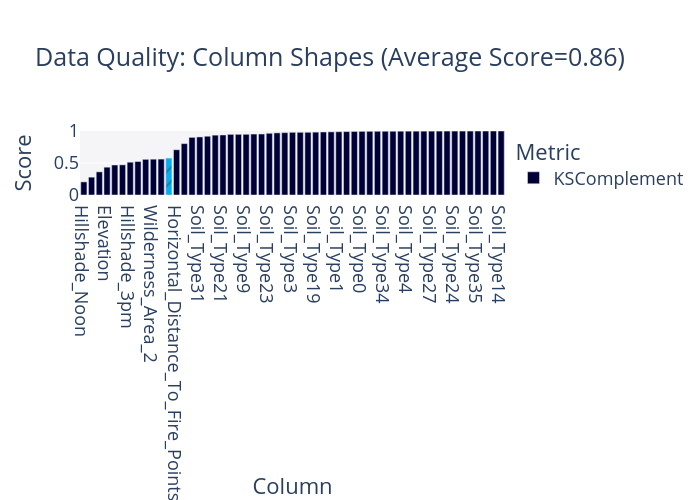 Data Quality: Column Shapes (Average Score=0.86)
Score
1
0.5
0
Metric
KSComplement
Hillshade_Noon
Elevation
Hillshade_3pm
Wilderness_Area_2
Horizontal_Distance_To_Fire_Points
Soil_Type31
Soil_Type21
Soil_Type9
Soil_Type23
Soil_Type3
Soil_Type19
Soil_Type1
Soil_Type0
Soil_Type34
Soil_Type4
Soil_Type27
Soil_Type24
Soil_Type35
Soil_Type14
Column